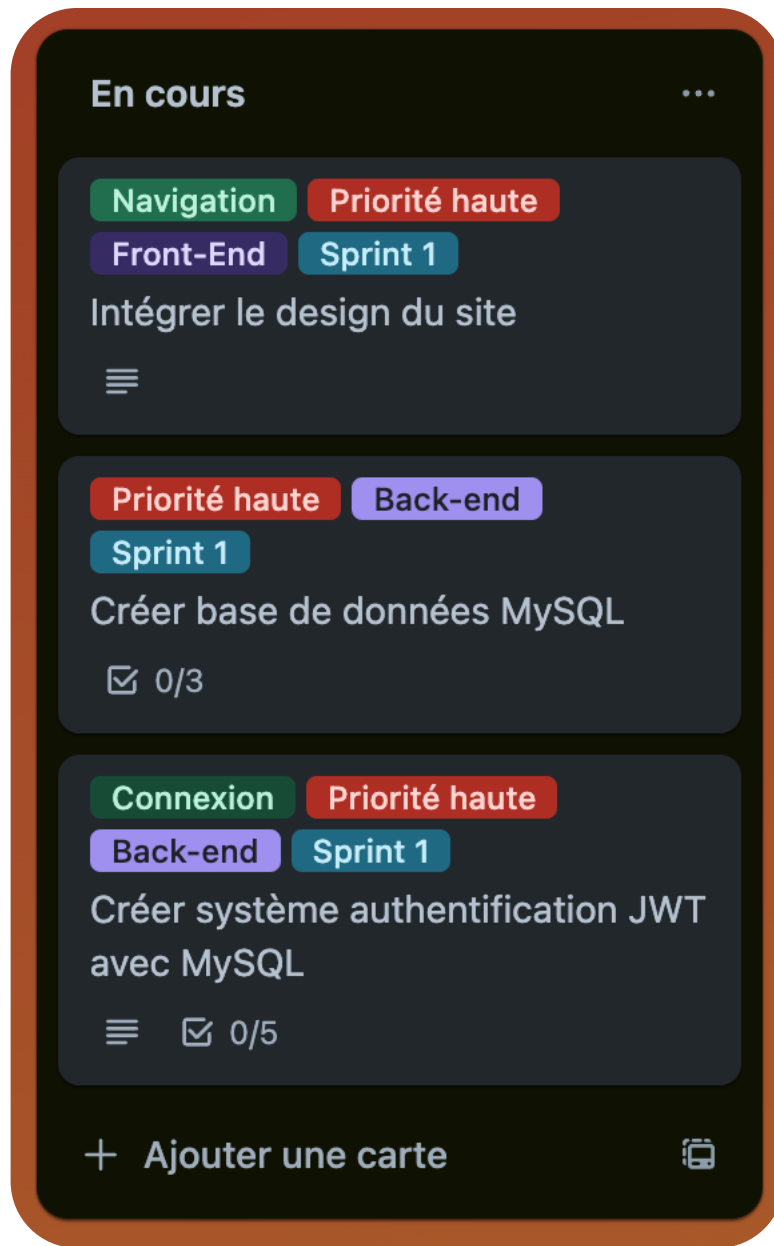 En cours
Navigation Priorité haute
Front-End Sprint 1
Intégrer le design du site
Priorité haute Back-end
Sprint 1
Créer base de données MySQL
0/3
Connexion Priorité haute
Back-end Sprint 1
Créer système authentification JWT
avec MySQL
0/5
+ Ajouter une carte